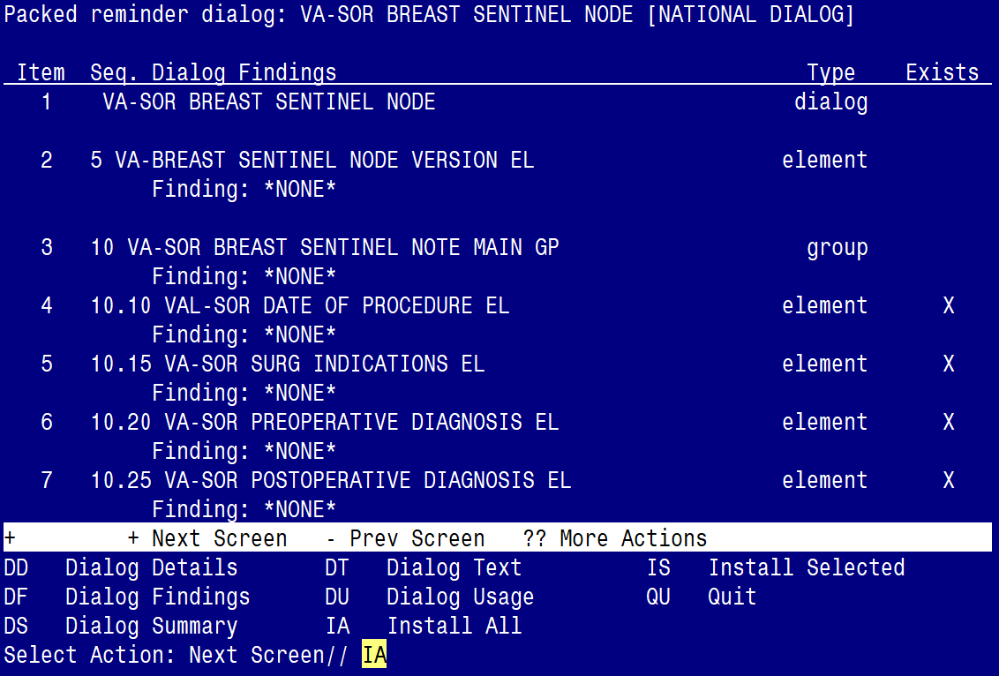 Packed reminder dialog: VA-SOR BREAST SENTINEL NODE [NATIONAL DIALOG]
Item Seq. Dialog Findings Type Exists
1 VA-SOR BREAST SENTINEL NODE dialog
2 5 VA-BREAST SENTINEL NODE VERSION EL element
Finding: *NONE*
3 10 VA-SOR BREAST SENTINEL NOTE MAIN GP group
Finding: *NONE*
4 10.10 VAL-SOR DATE OF PROCEDURE EL element X
Finding: *NONE*
5 10.15 VA-SOR SURG INDICATIONS EL element X
Finding: *NONE*
6 10.20 VA-SOR PREOPERATIVE DIAGNOSIS EL element X
Finding: *NONE*
7 10.25 VA-SOR POSTOPERATIVE DIAGNOSIS EL element X
Finding: *NONE*
+ + Next Screen - Prev Screen ?? More Actions
DD Dialog Details DT Dialog Text IS Install Selected
DF Dialog Findings DU Dialog Usage QU Quit
DS Dialog Summary IA Install All
Select Action: Next Screen// IA